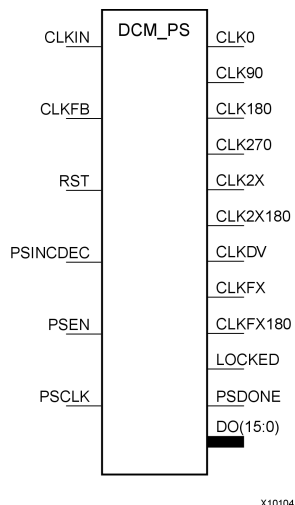 DCM_PS
CLKIN
CLK0
CLK90
CLKFB
CLK180
CLK270
RST
CLK2X
CLK2X180
PSINCDEC
CLKDV
CLKFX
PSEN
CLKFX180
LOCKED
PSCLK
PSDONE
DO(15:0)
X10104